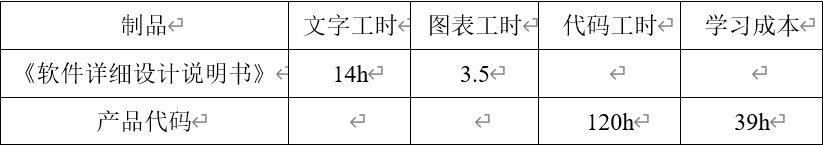 制品 文字工时 图表工时 代码工时 学习成本
《软件详细设计说明书》 14h 3.5
产品代码 120h 39h